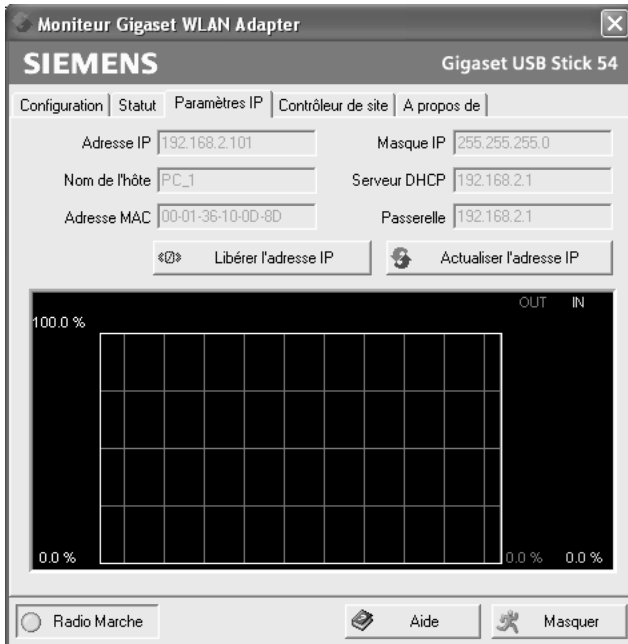 Moniteur Gigaset WLAN Adapter
SIEMENS
Gigaset USB Stick 54
Configuration Statut Paramètres IP Contrôleur de site A propos de
Adresse IP 192.168.2.101 Masque IP 255.255.255.0
Nom de l'hôte PC_1 Serveur DHCP 192.168.2.1
Adresse MAC 00-01-36-10-0D-8D Passerelle 192.168.2.1
Libérer l'adresse IP Actualiser l'adresse IP
OUT IN
100.0 %
0.0 % 0.0 % 0.0 %
Radio Marche Aide Masquer